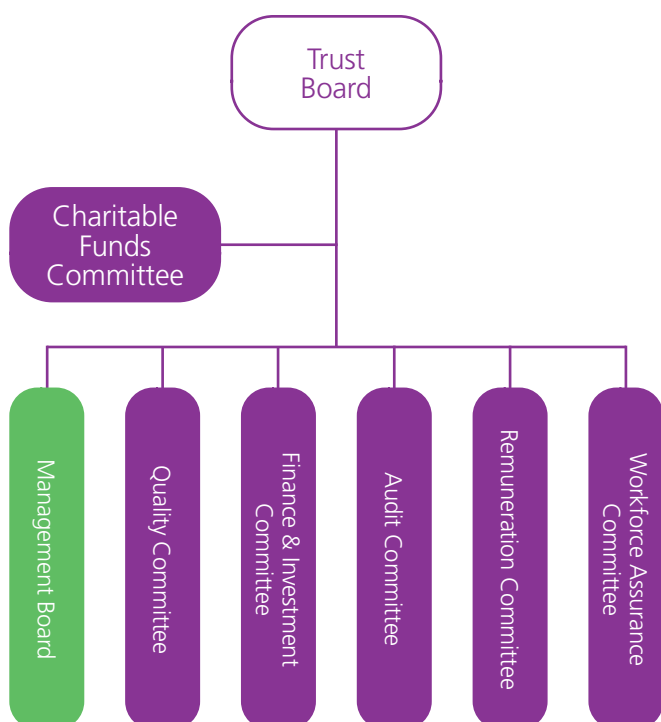 Trust
Board
Charitable
Funds
Committee
Management Board
Quality Committee
Finance & Investment
Committee
Audit Committee
Remuneration Committee
Workforce Assurance
Committee